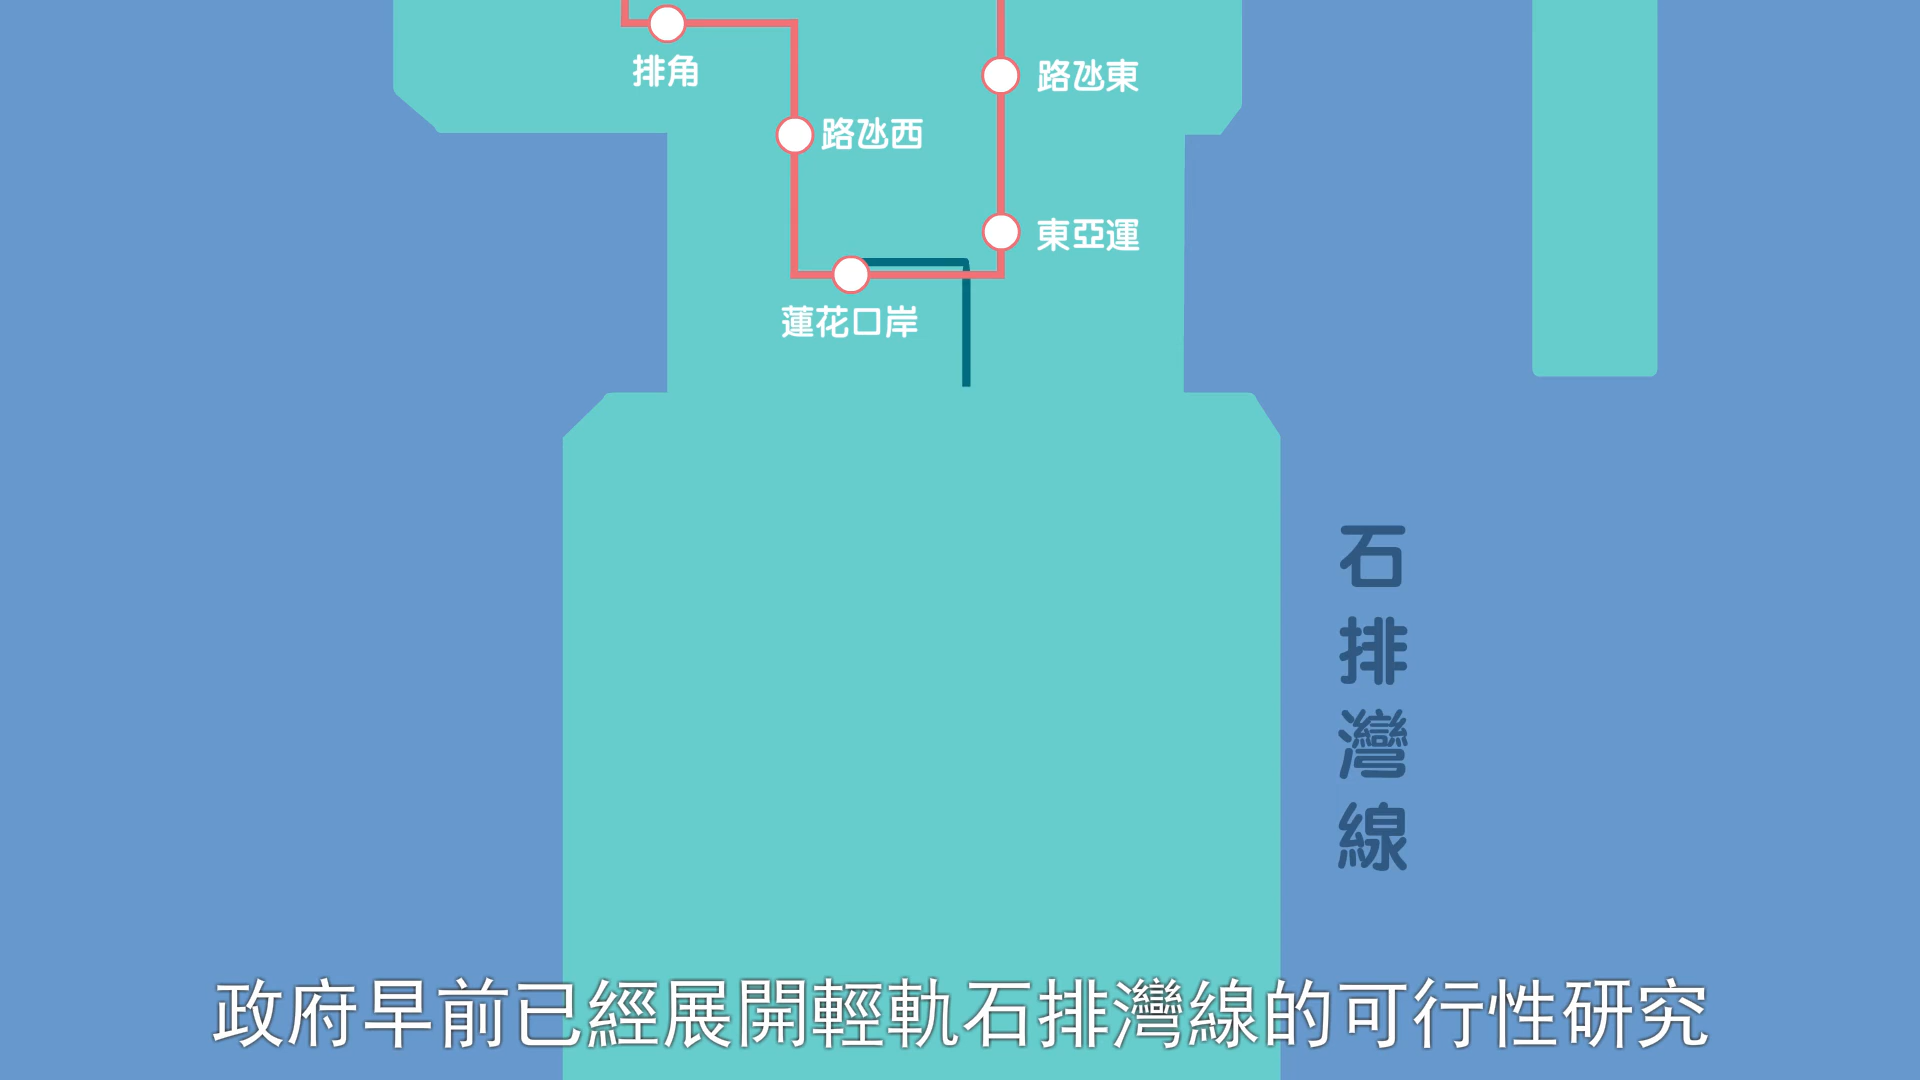 排角
路氹東
路氹西
東亞運
蓮花口岸
石排灣線
政府早前已經展開輕軌石排灣線的可行性研究